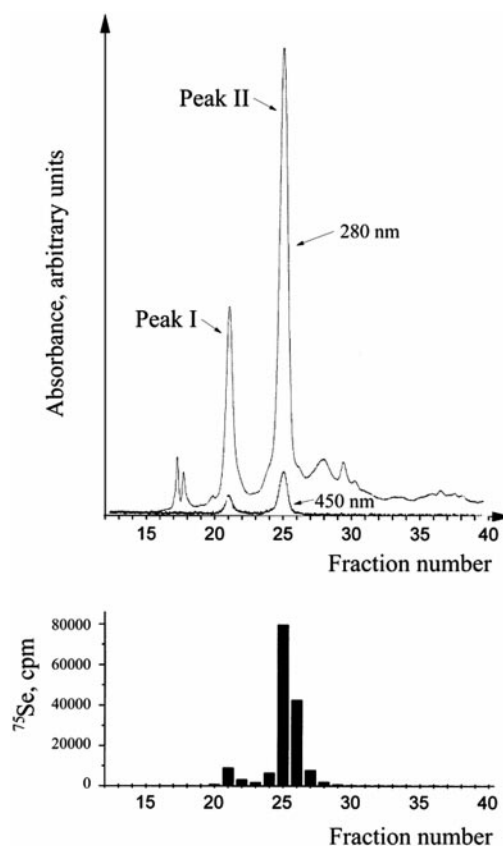 Peak II
280 nm
Peak I
450 nm
Absorbance, arbitrary units
15 20 25 30 35 40
Fraction number
80000
60000
40000
20000
0
⁷⁵Se, cpm
15 20 25 30 35 40
Fraction number